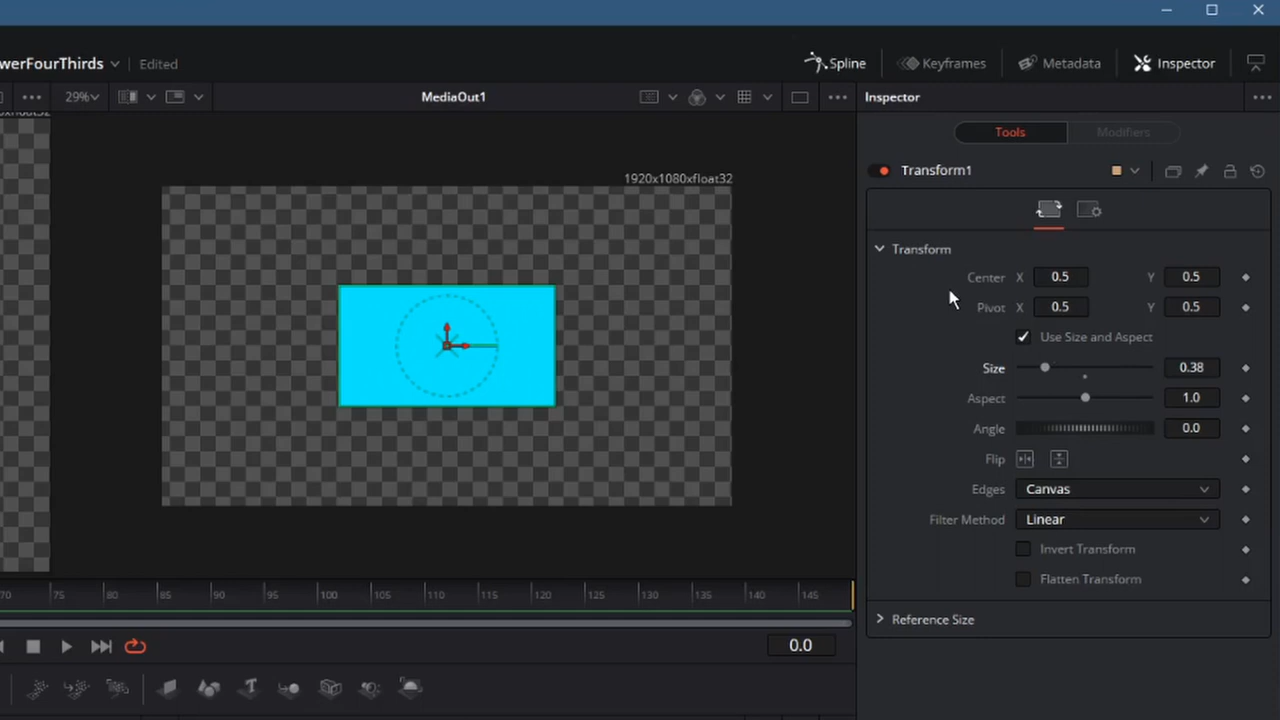 werFourThirds Edited Spline Keyframes Metadata Inspector
29% MediaOut1 Inspector
Tools Modifiers
1920x1080xfloat32
Transform1
Transform
Center X 0.5 Y 0.5
Pivot X 0.5 Y 0.5
Use Size and Aspect
Size 0.38
Aspect 1.0
Angle 0.0
Flip
Edges Canvas
Filter Method Linear
Invert Transform
Flatten Transform
70 75 80 85 90 95 100 105 110 115 120 125 130 135 140 145
Reference Size
0.0
T